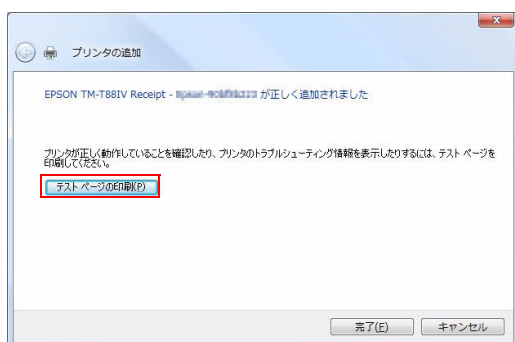 プリンタの追加
EPSON TM-T88IV Receipt - が正しく追加されました
プリンタが正しく動作していることを確認したり、プリンタのトラブルシューティング情報を表示したりするには、テスト ページを
印刷してください。
テスト ページの印刷(P)
完了(F)
キャンセル